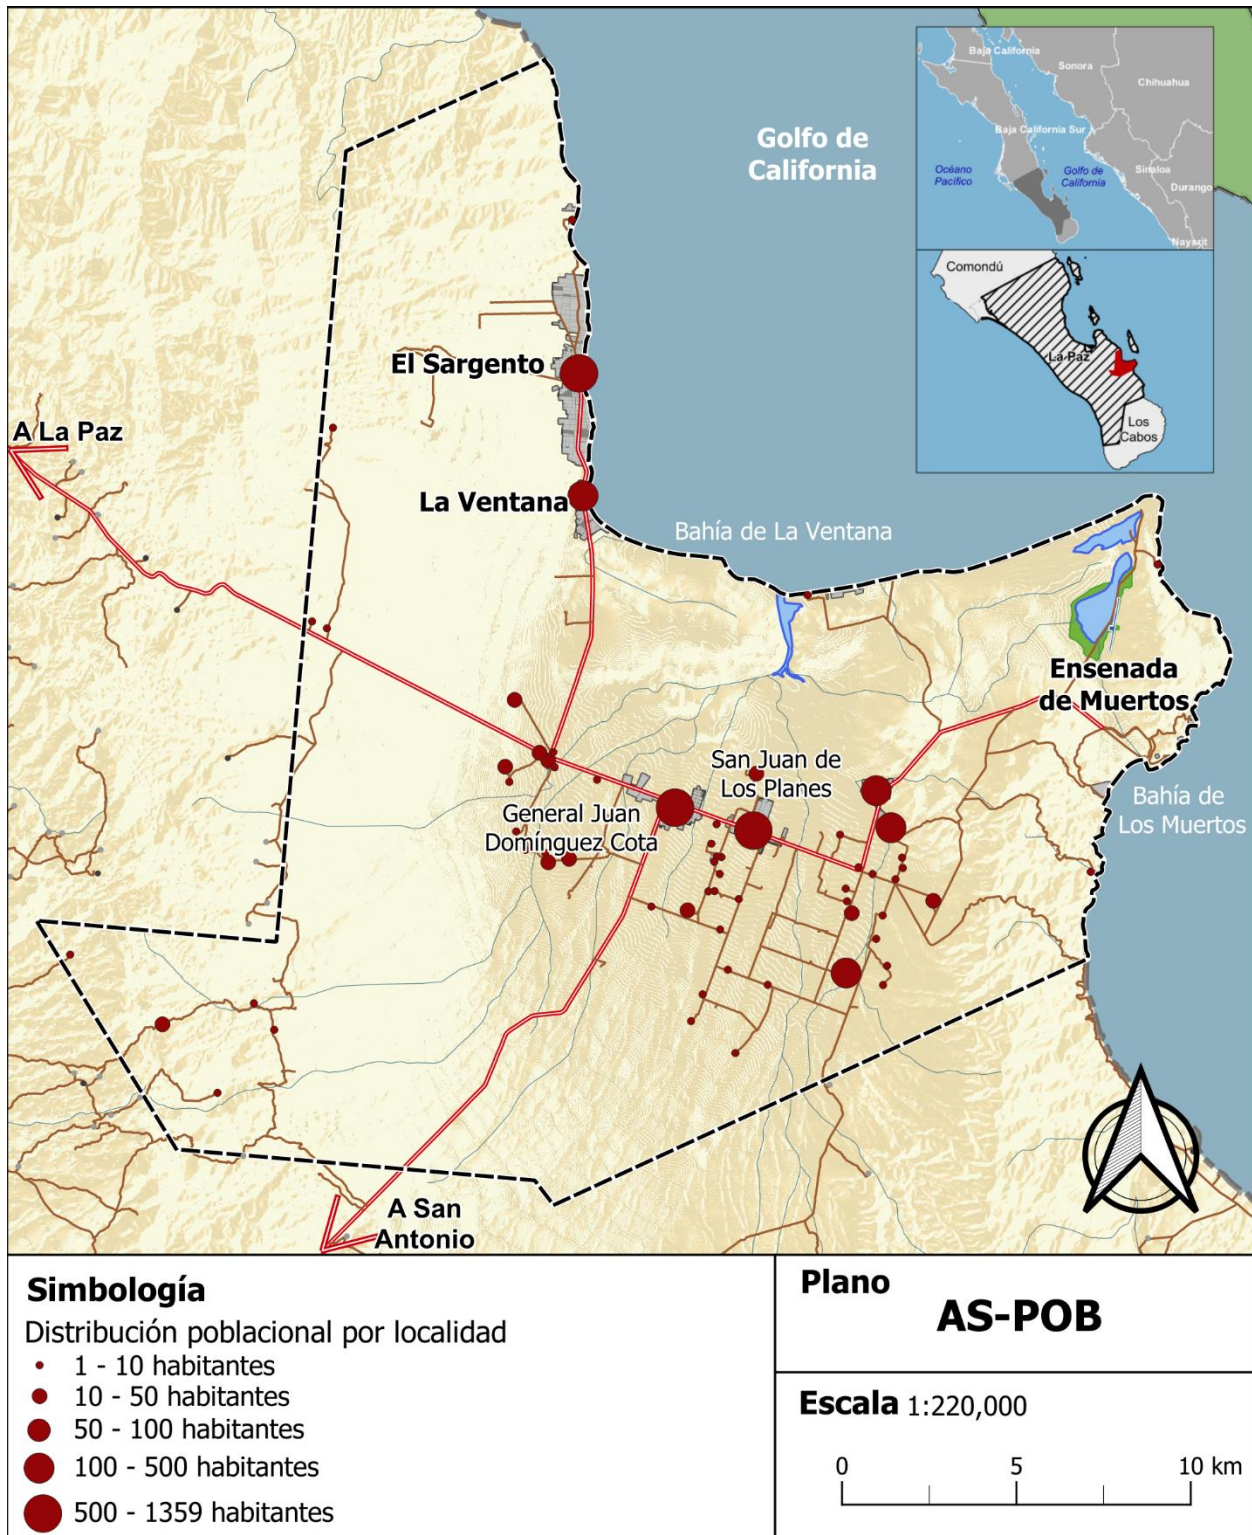 Golfo de
California
Baja California
Sonora
Chihuahua
Baja California Sur
Océano
Pacífico
Golfo de
California
Sinaloa
Durango
Nayarit
Comondú
La Paz
Los
Cabos
El Sargento
A La Paz
La Ventana
Bahía de La Ventana
Ensenada
de Muertos
San Juan de
Los Planes
General Juan
Domínguez Cota
Bahía de
Los Muertos
A San
Antonio
Simbología
Distribución poblacional por localidad
1 - 10 habitantes
10 - 50 habitantes
50 - 100 habitantes
100 - 500 habitantes
500 - 1359 habitantes
Plano
AS-POB
Escala 1:220,000
0 5 10 km